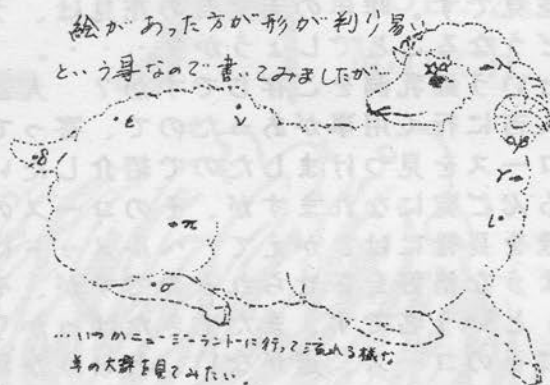 絵があった方が形が判り易い
という事なので書いてみましたが…
ε
ν
δ
α
β
γ
ι
π
σ
…いつかニュージーランドに行って流れる様な
羊の大群を見てみたい。